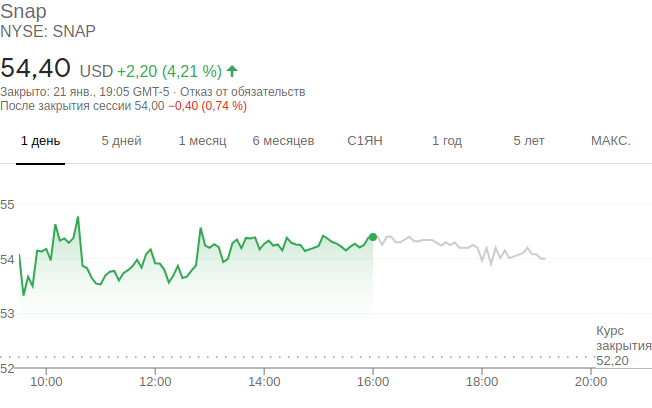 Snap
NYSE: SNAP
54,40 USD +2,20 (4,21 %)
Закрыто: 21 янв., 19:05 GMT-5 · Отказ от обязательств
После закрытия сессии 54,00 −0,40 (0,74 %)
1 день 5 дней 1 месяц 6 месяцев С1ЯН 1 год 5 лет МАКС.
55
54
53
Курс
закрытия
52,20
52
10:00 12:00 14:00 16:00 18:00 20:00